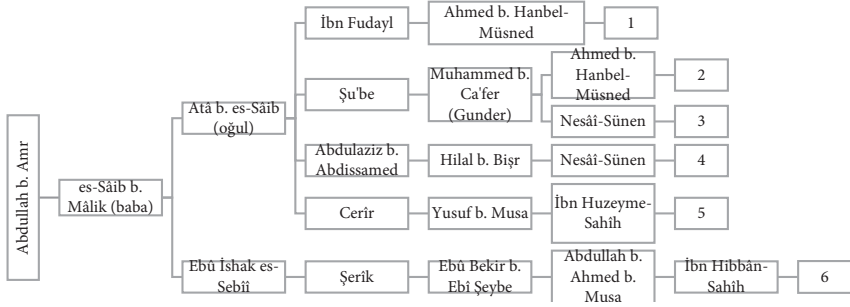 Abdullah b. Amr
es-Sâib b.
Mâlik (baba)
Atâ b. es-Sâib
(oğul)
İbn Fudayl
Ahmed b. Hanbel-
Müsned
1
Şu'be
Muhammed b.
Ca'fer
(Gunder)
Ahmed b.
Hanbel-
Müsned
2
Nesâî-Sünen
3
Abdulaziz b.
Abdissamed
Hilal b. Bişr
Nesâî-Sünen
4
Cerîr
Yusuf b. Musa
İbn Huzeyme-
Sahîh
5
Ebû İshak es-
Sebîî
Şerîk
Ebû Bekir b.
Ebî Şeybe
Abdullah b.
Ahmed b.
Musa
İbn Hibbân-
Sahîh
6